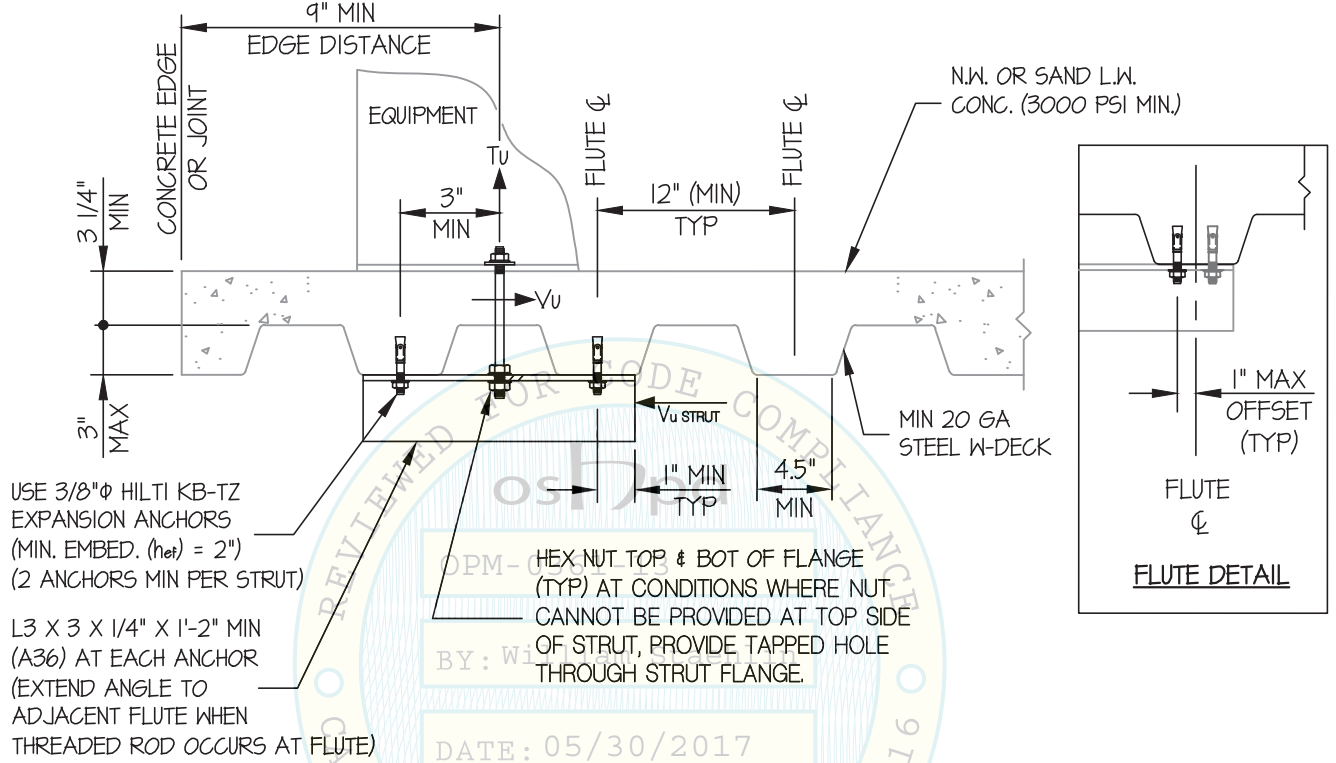 9" MIN
EDGE DISTANCE
CONCRETE EDGE
OR JOINT
EQUIPMENT
Tu
FLUTE ℄
FLUTE ℄
N.W. OR SAND L.W.
CONC. (3000 PSI MIN.)
3 1/4"
MIN
3"
MIN
12" (MIN)
TYP
Vu
3"
MAX
Vu STRUT
1" MIN
TYP
4.5"
MIN
MIN 20 GA
STEEL W-DECK
1" MAX
OFFSET
(TYP)
FLUTE
℄
FLUTE DETAIL
USE 3/8"Φ HILTI KB-TZ
EXPANSION ANCHORS
(MIN. EMBED. (hef) = 2")
(2 ANCHORS MIN PER STRUT)
L3 X 3 X 1/4" X 1'-2" MIN
(A36) AT EACH ANCHOR
(EXTEND ANGLE TO
ADJACENT FLUTE WHEN
THREADED ROD OCCURS AT FLUTE)
HEX NUT TOP & BOT OF FLANGE
(TYP) AT CONDITIONS WHERE NUT
CANNOT BE PROVIDED AT TOP SIDE
OF STRUT, PROVIDE TAPPED HOLE
THROUGH STRUT FLANGE.
REVIEWED FOR CODE COMPLIANCE
oshpd
OPM-0361-13
BY: William Staehlin
DATE: 05/30/2017